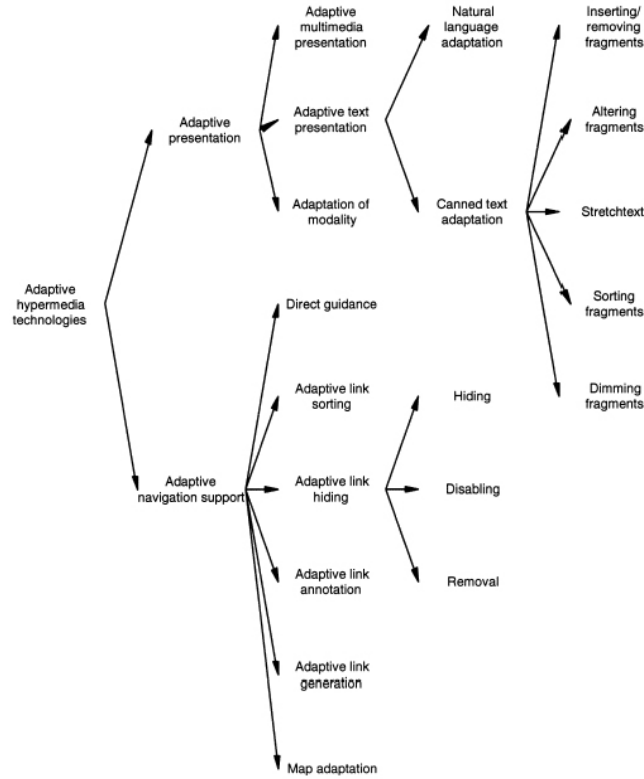 Adaptive
multimedia
presentation
Natural
language
adaptation
Inserting/
removing
fragments
Adaptive
presentation
Adaptive text
presentation
Altering
fragments
Adaptation of
modality
Canned text
adaptation
Stretchtext
Adaptive
hypermedia
technologies
Direct guidance
Sorting
fragments
Adaptive link
sorting
Hiding
Dimming
fragments
Adaptive
navigation support
Adaptive link
hiding
Disabling
Adaptive link
annotation
Removal
Adaptive link
generation
Map adaptation